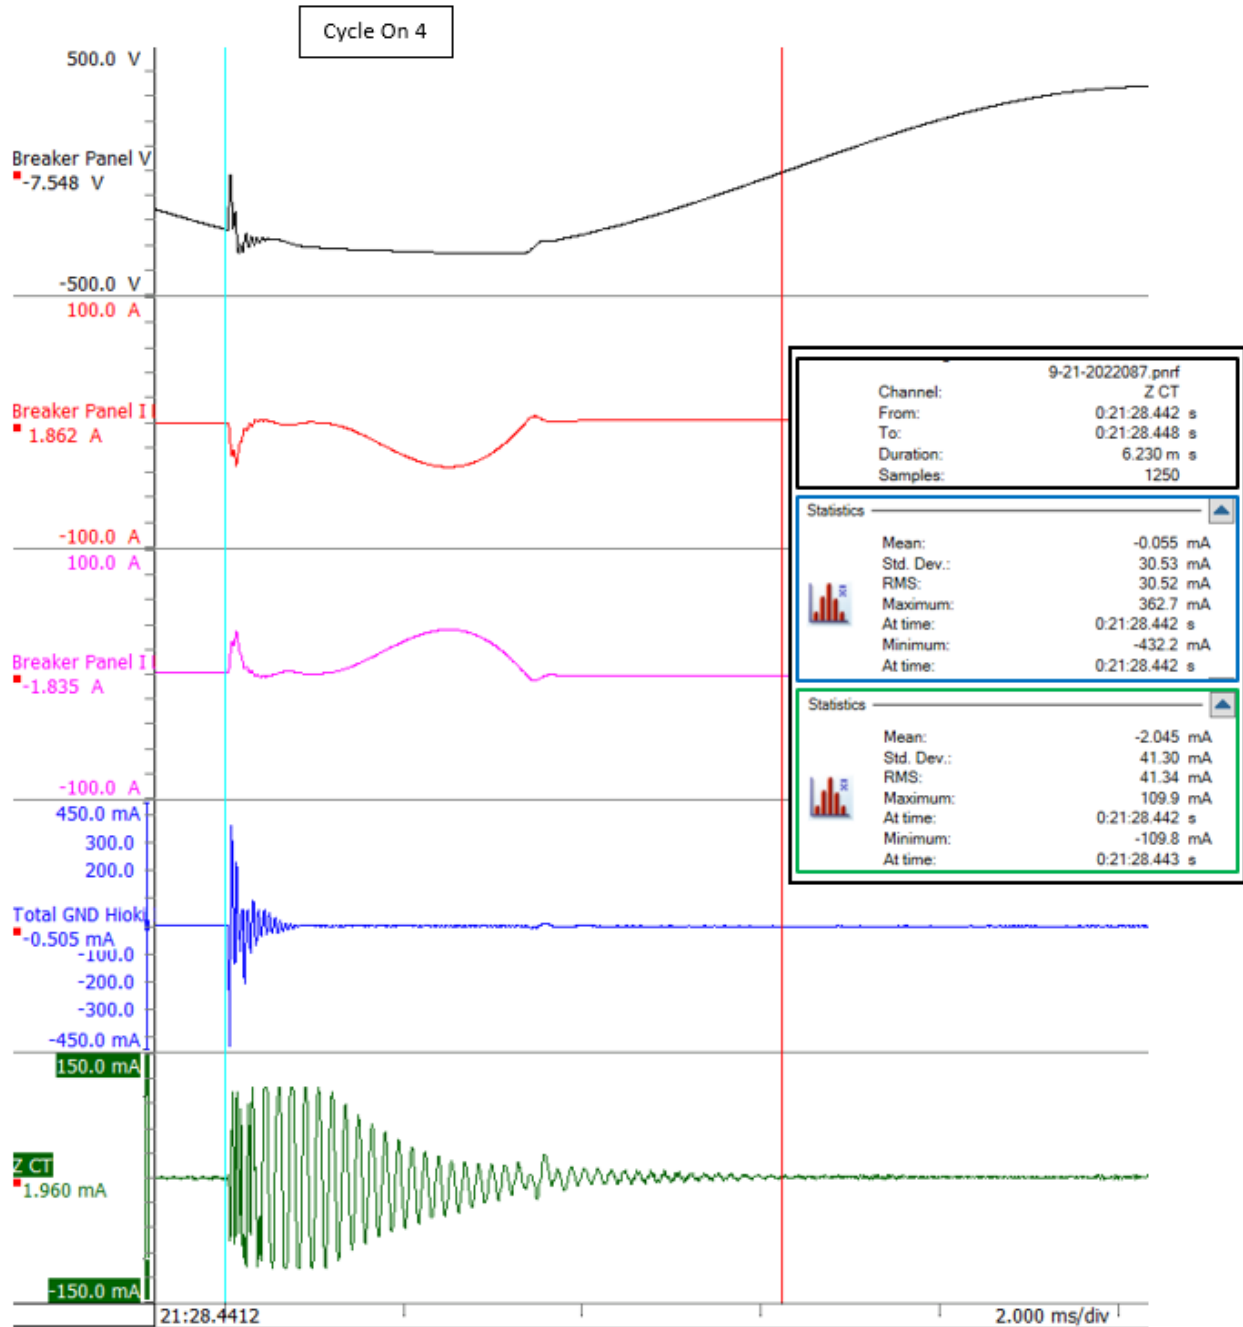 Cycle On 4
500.0 V
Breaker Panel V
-7.548 V
-500.0 V
100.0 A
Breaker Panel I
1.862 A
-100.0 A
100.0 A
Breaker Panel I
-1.835 A
-100.0 A
450.0 mA
300.0
200.0
Total GND Hioki
-0.505 mA
-100.0
-200.0
-300.0
-450.0 mA
150.0 mA
Z CT
1.960 mA
-150.0 mA
21:28.4412
2.000 ms/div
9-21-2022087.pnrf
Channel: Z CT
From: 0:21:28.442 s
To: 0:21:28.448 s
Duration: 6.230 m s
Samples: 1250
Statistics
Mean: -0.055 mA
Std. Dev.: 30.53 mA
RMS: 30.52 mA
Maximum: 362.7 mA
At time: 0:21:28.442 s
Minimum: -432.2 mA
At time: 0:21:28.442 s
Statistics
Mean: -2.045 mA
Std. Dev.: 41.30 mA
RMS: 41.34 mA
Maximum: 109.9 mA
At time: 0:21:28.442 s
Minimum: -109.8 mA
At time: 0:21:28.443 s